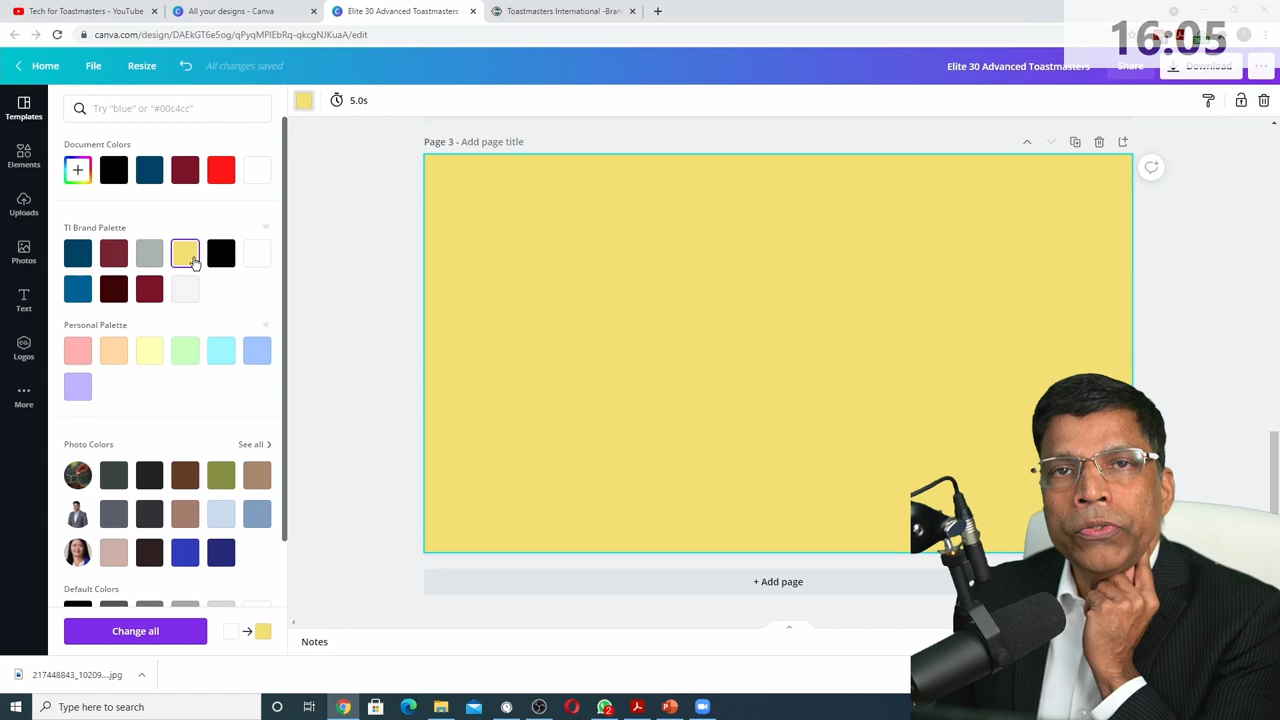 Tech for Toastmasters - YouTube
All your designs - Canva
Elite 30 Advanced Toastmasters
Toastmasters International -Bran
canva.com/design/DAEkGT6e5og/qPyqMPIEbRq-qkcgNJKuaA/edit
16:05
Home
File
Resize
All changes saved
Elite 30 Advanced Toastmasters
Share
Download
Templates
Elements
Uploads
Photos
Text
Logos
More
Try "blue" or "#00c4cc"
5.0s
Document Colors
Page 3 - Add page title
TI Brand Palette
Personal Palette
Photo Colors
See all
Default Colors
Change all
+ Add page
Notes
217448843_10209....jpg
Type here to search